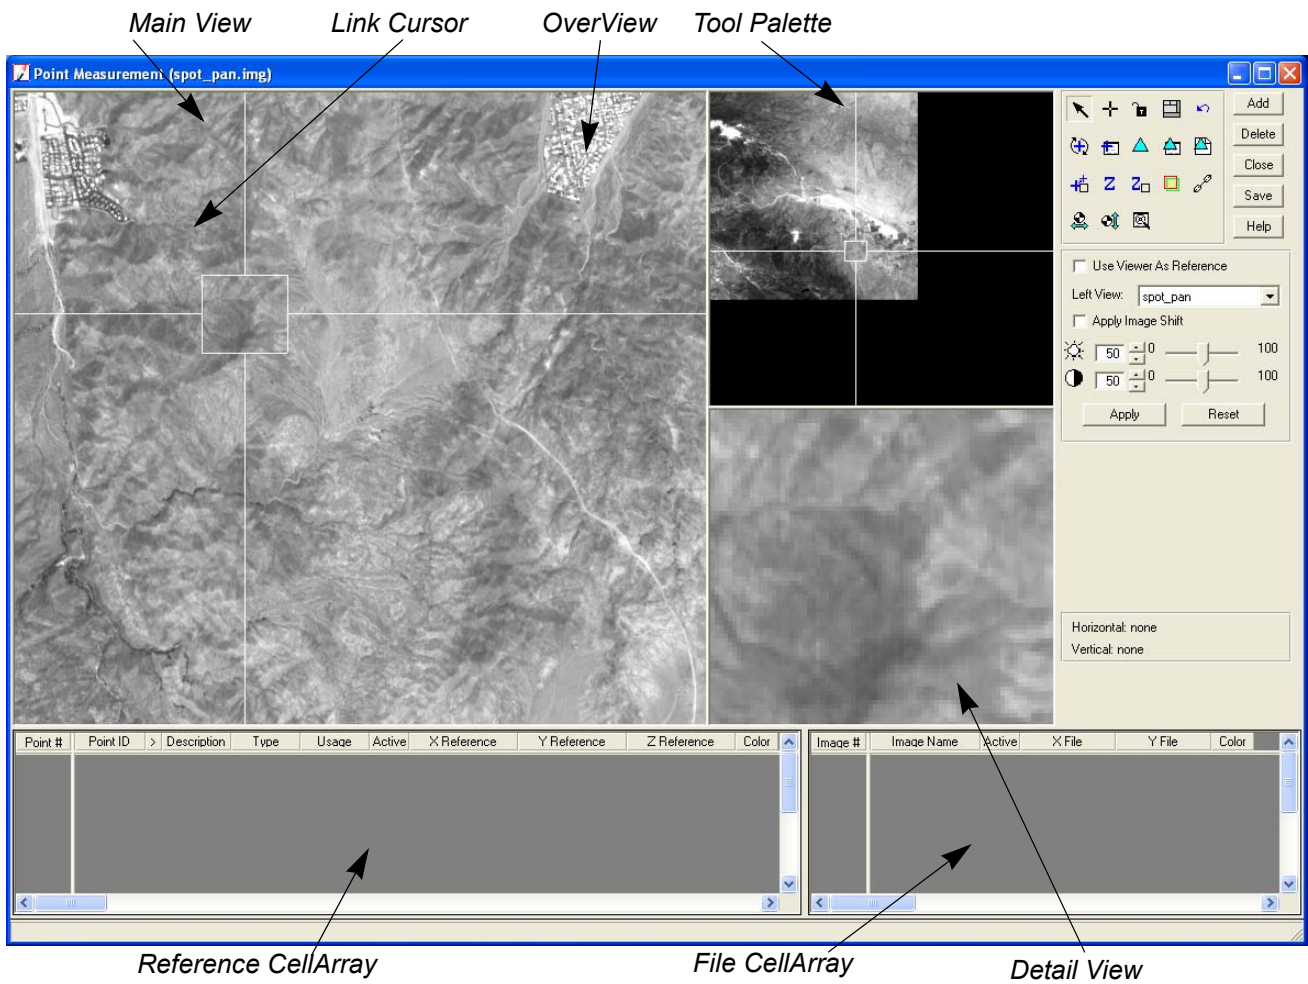 Main View Link Cursor OverView Tool Palette
Point Measurement (spot_pan.img)
Add
Delete
Close
Save
Help
Use Viewer As Reference
Left View: spot_pan
Apply Image Shift
50 0 100
50 0 100
Apply Reset
Horizontal: none
Vertical: none
Point # Point ID > Description Type Usage Active X Reference Y Reference Z Reference Color
Image # Image Name Active X File Y File Color
Reference CellArray File CellArray Detail View